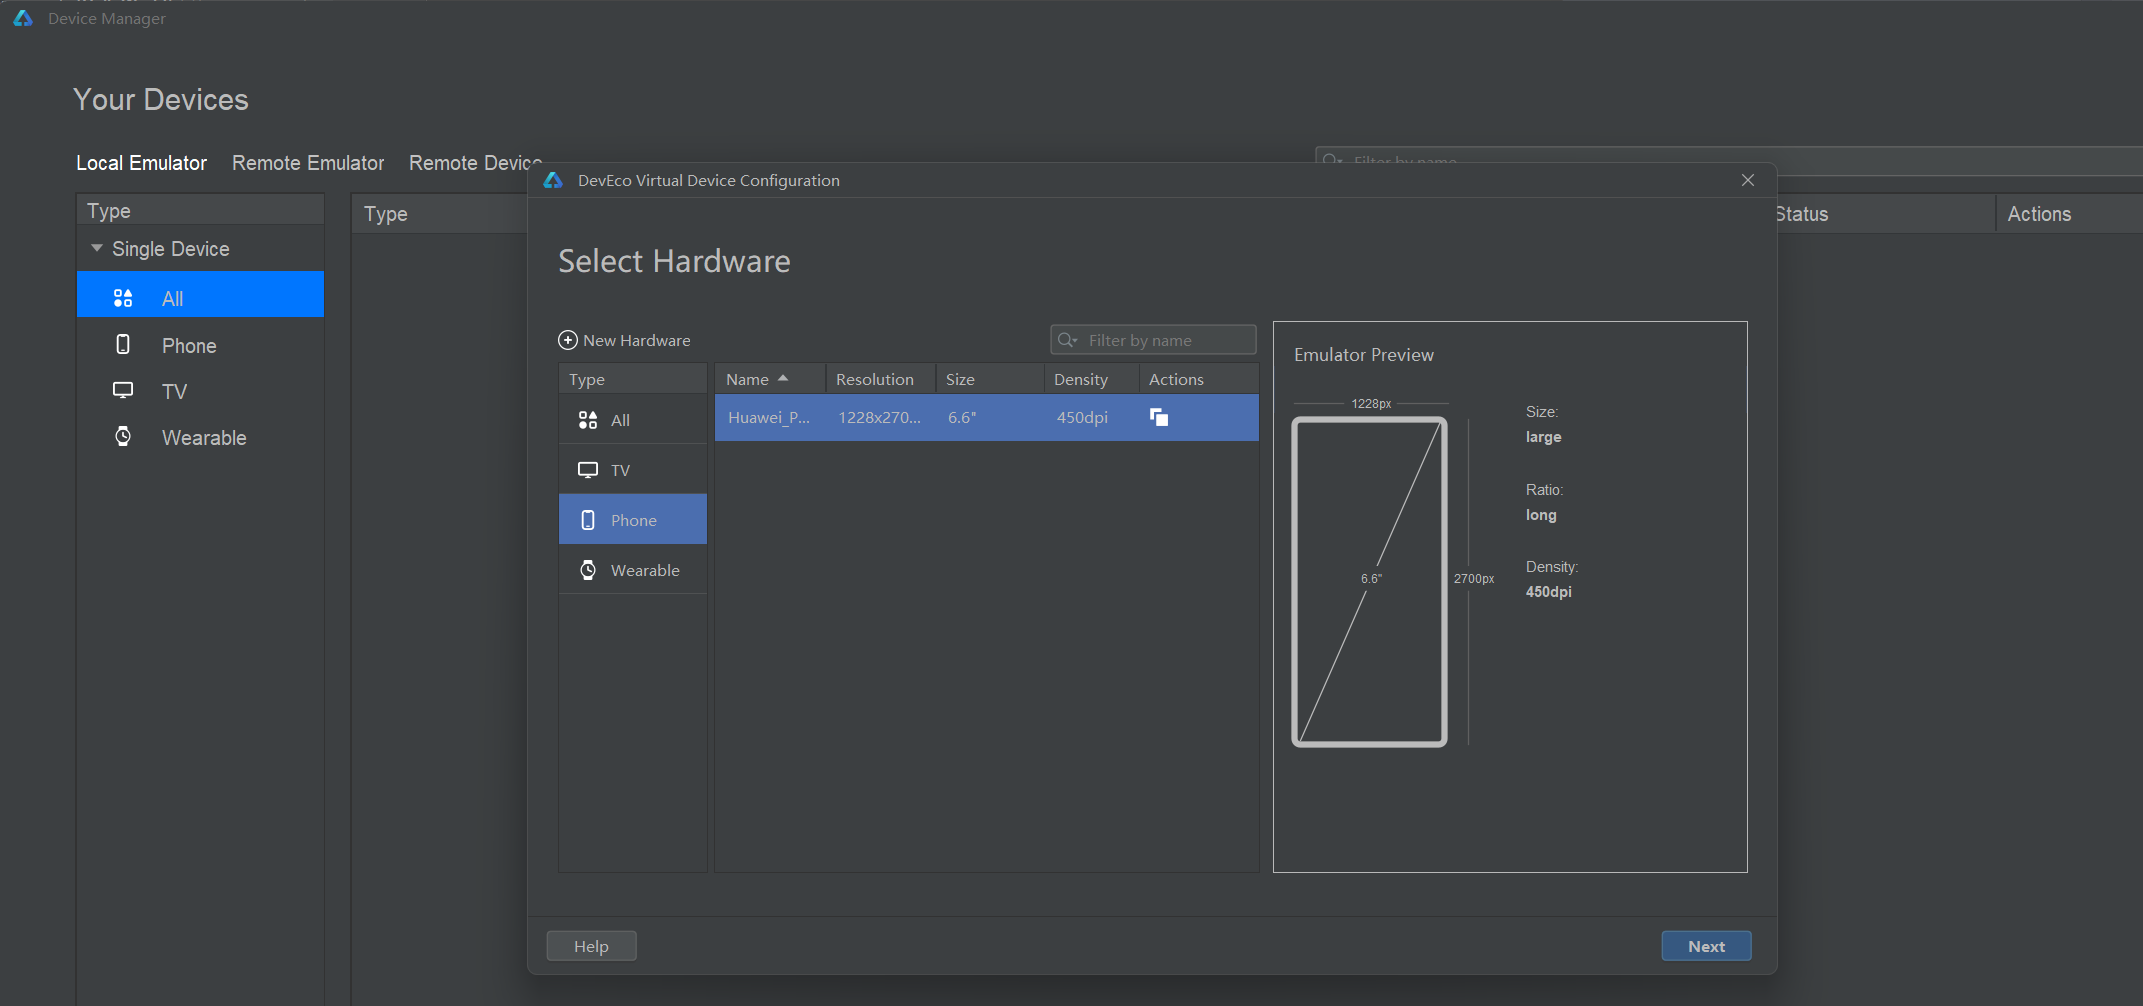 Device Manager
Your Devices
Local Emulator Remote Emulator Remote Device
Filter by name
Type
Single Device
All
Phone
TV
Wearable
Type
Status
Actions
DevEco Virtual Device Configuration
Select Hardware
New Hardware
Filter by name
Type
All
TV
Phone
Wearable
Name Resolution Size Density Actions
Huawei_P... 1228x270... 6.6" 450dpi
Emulator Preview
1228px
6.6"
2700px
Size:
large
Ratio:
long
Density:
450dpi
Help
Next